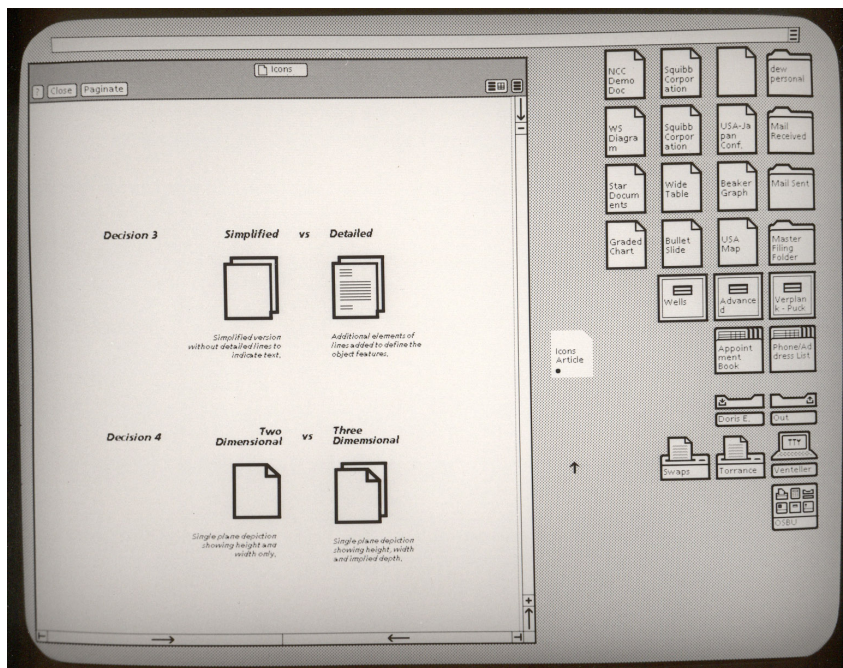 Icons
? Close Paginate
Decision 3
Simplified vs Detailed
Simplified version
without detailed lines to
indicate text.
Additional elements of
lines added to define the
object features.
Decision 4
Two
Dimensional
vs
Three
Dimemsional
Single plane depiction
showing height and
width only.
Single plane depiction
showing height, width
and implied depth.
Icons
Article
NCC
Demo
Doc
Squibb
Corpor
ation
dew
personal
WS
Diagra
m
Squibb
Corpor
ation
USA-Ja
pan
Conf.
Mail
Received
Star
Docum
ents
Wide
Table
Beaker
Graph
Mail Sent
Graded
Chart
Bullet
Slide
USA
Map
Master
Filing
Folder
Wells
Advance
d
Verplan
k - Puck
Appoint
ment
Book
Phone/Ad
dress List
Doris E.
Out
Swaps
Torrance
TTY
Venteller
OSBU